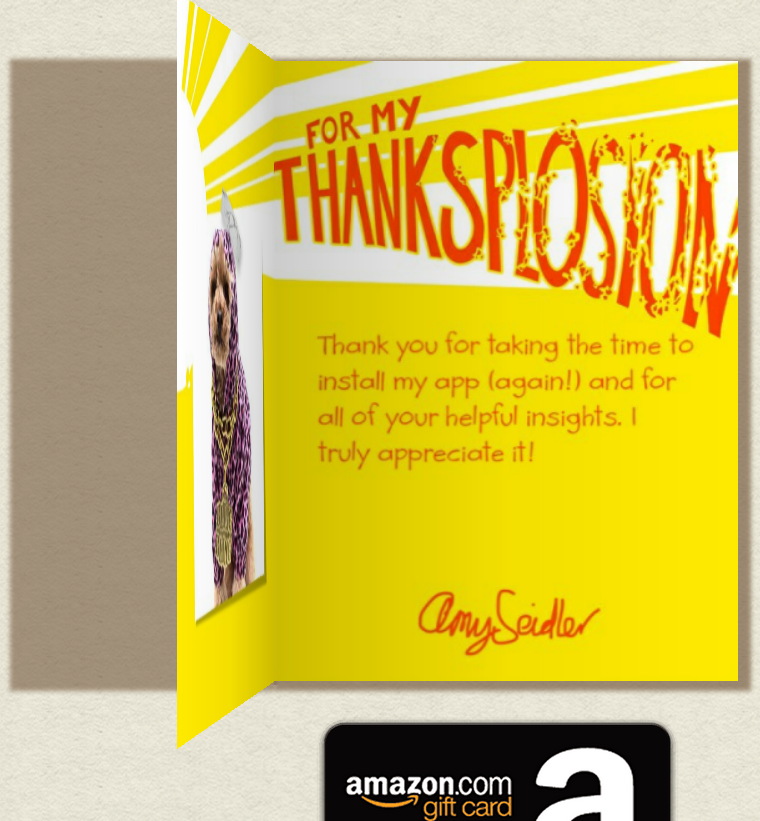 FOR MY
THANKSPLOSION
Thank you for taking the time to
install my app (again!) and for
all of your helpful insights. I
truly appreciate it!
Amy Seidler
amazon.com
gift card
a